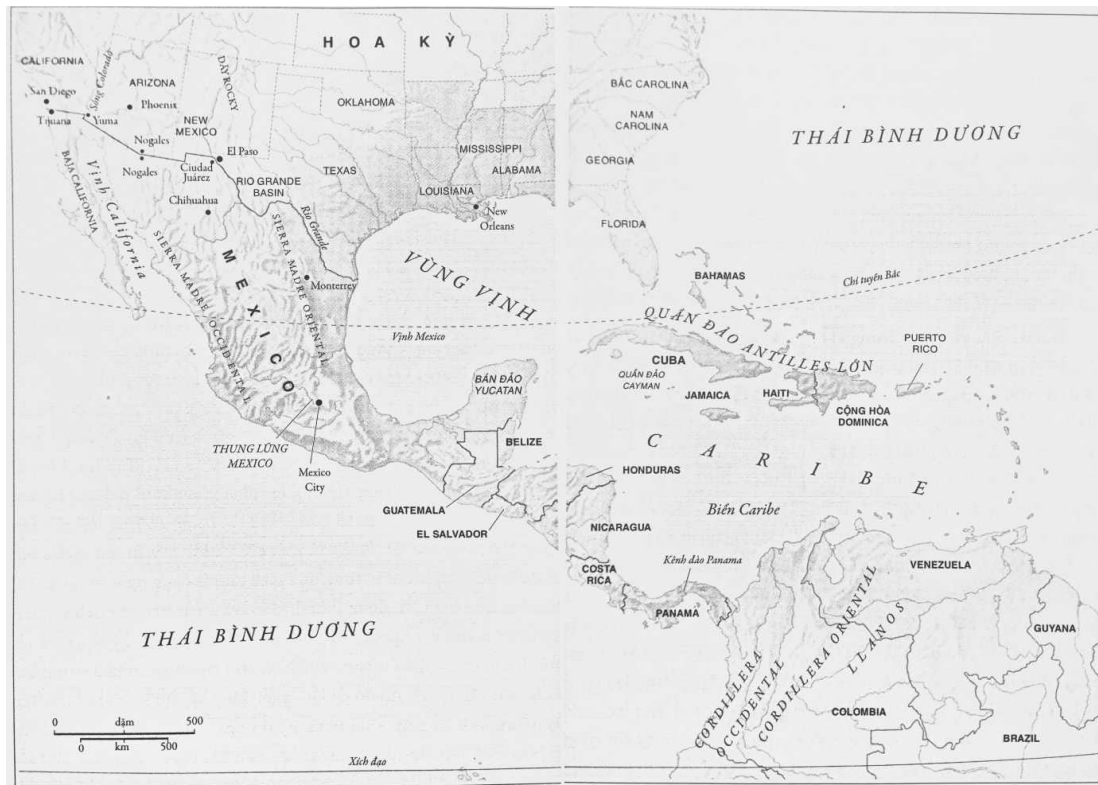 HOA KỲ
CALIFORNIA
San Diego
Tijuana
Sông Colorado
Yuma
ARIZONA
Phoenix
Nogales
Nogales
DÃY ROCKY
NEW
MEXICO
El Paso
Ciudad
Juárez
Chihuahua
RIO GRANDE
BASIN
OKLAHOMA
TEXAS
LOUISIANA
MISSISSIPPI
ALABAMA
New
Orleans
BAJA CALIFORNIA
Vịnh California
SIERRA MADRE OCCIDENTAL
MEXICO
SIERRA MADRE ORIENTAL
Rio Grande
Monterrey
VÙNG VỊNH
Vịnh Mexico
BÁN ĐẢO
YUCATAN
THUNG LŨNG
MEXICO
Mexico
City
BELIZE
GUATEMALA
EL SALVADOR
THÁI BÌNH DƯƠNG
0 dặm 500
0 km 500
Xích đạo
BẮC CAROLINA
NAM
CAROLINA
GEORGIA
FLORIDA
THÁI BÌNH DƯƠNG
BAHAMAS
Chí tuyến Bắc
QUẦN ĐẢO ANTILLES LỚN
CUBA
QUẦN ĐẢO
CAYMAN
JAMAICA
HAITI
CỘNG HÒA
DOMINICA
PUERTO
RICO
CARIBE
Biển Caribe
HONDURAS
NICARAGUA
COSTA
RICA
Kênh đào Panama
PANAMA
VENEZUELA
GUYANA
CORDILLERA
OCCIDENTAL
CORDILLERA ORIENTAL
LLANOS
COLOMBIA
BRAZIL